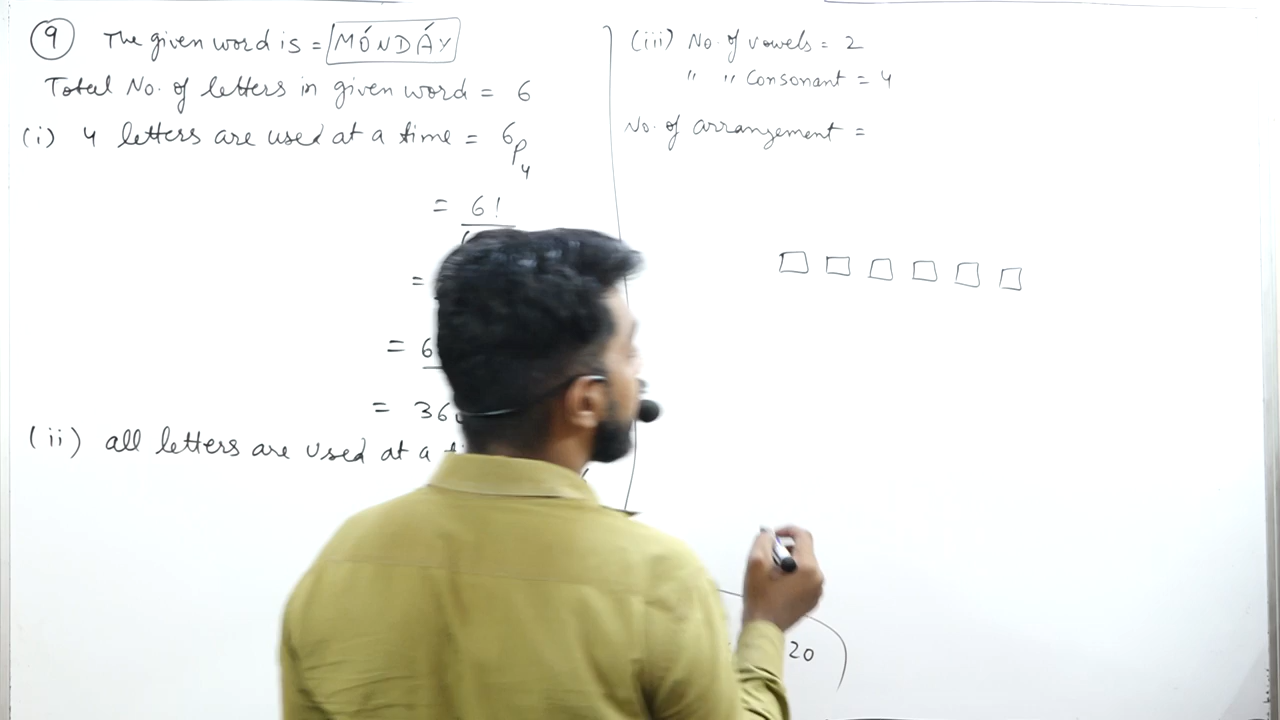 9 The given word is = MÓNDÁY
Total No. of letters in given word = 6
(i) 4 letters are used at a time = 6P4
= 6!
=
= 6
= 36
(ii) all letters are used at a
20
(iii) No. of vowels = 2
" " Consonant = 4
No. of arrangement =